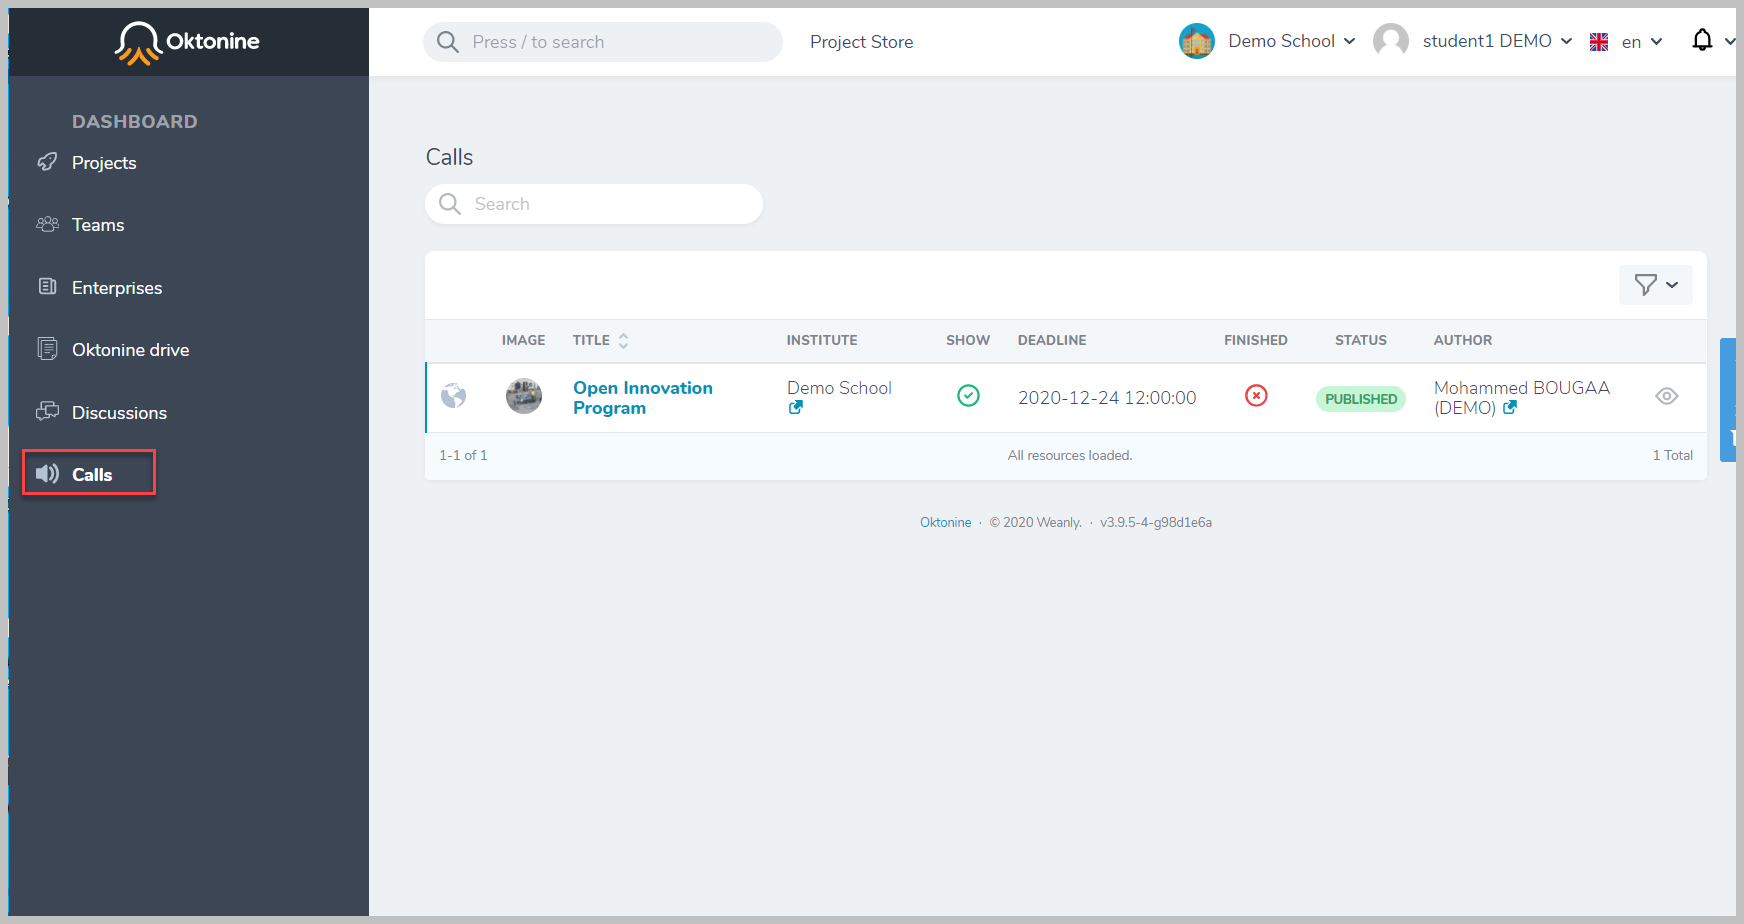 Oktonine
Press / to search
Project Store
Demo School
student1 DEMO
en
DASHBOARD
Projects
Teams
Enterprises
Oktonine drive
Discussions
Calls
Calls
Search
IMAGE TITLE INSTITUTE SHOW DEADLINE FINISHED STATUS AUTHOR
Open Innovation
Program
Demo School
2020-12-24 12:00:00
PUBLISHED
Mohammed BOUGAA
(DEMO)
1-1 of 1 All resources loaded. 1 Total
Oktonine · © 2020 Weanly. · v3.9.5-4-g98d1e6a